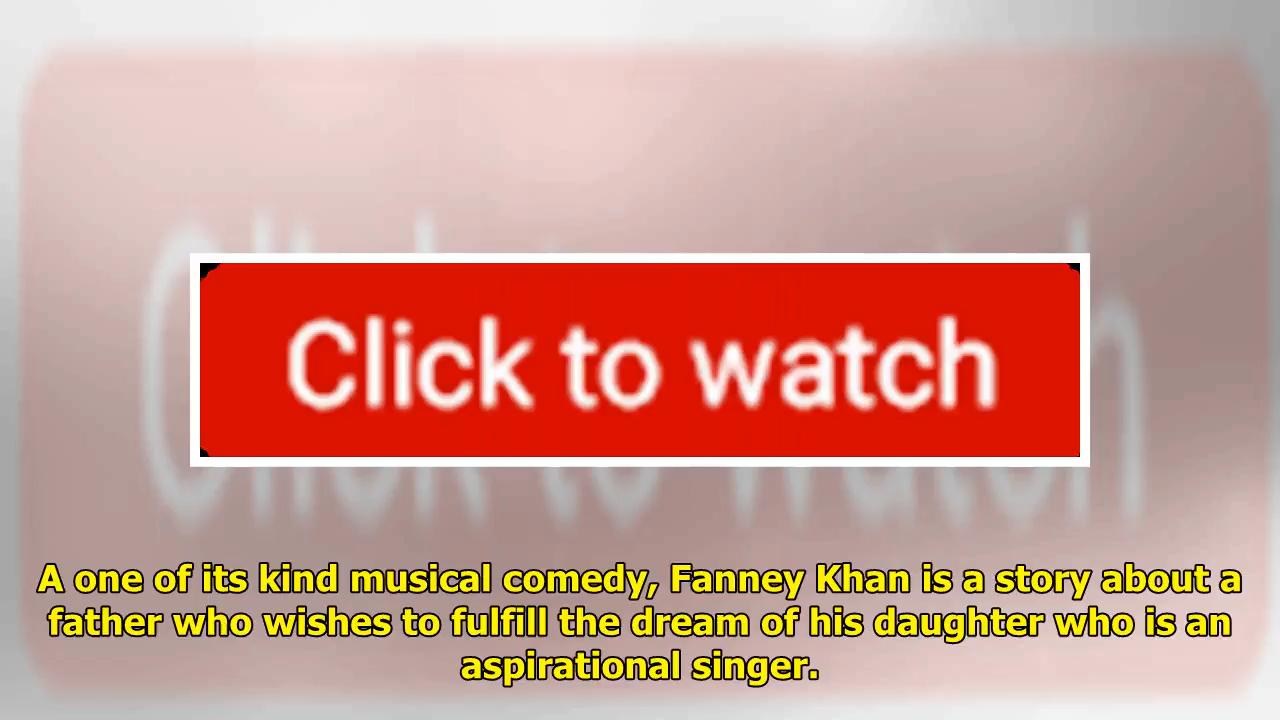 Click to watch
A one of its kind musical comedy, Fanney Khan is a story about a
father who wishes to fulfill the dream of his daughter who is an
aspirational singer.